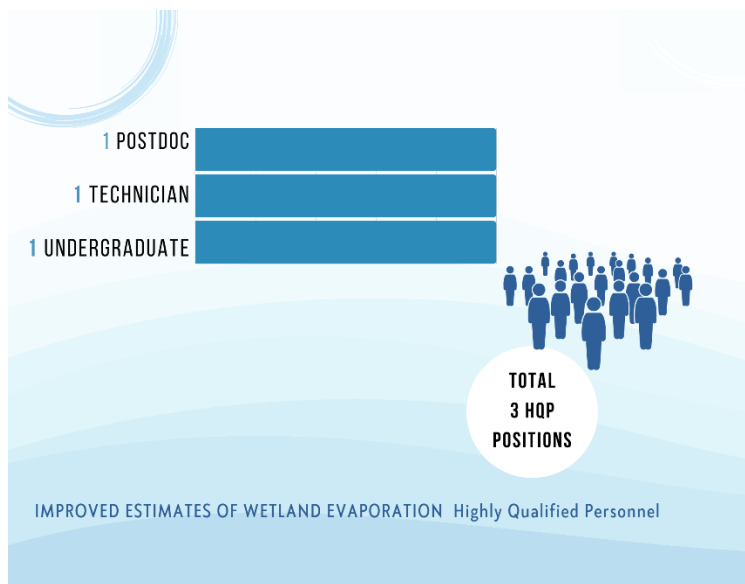 1 POSTDOC
1 TECHNICIAN
1 UNDERGRADUATE
TOTAL
3 HQP
POSITIONS
IMPROVED ESTIMATES OF WETLAND EVAPORATION Highly Qualified Personnel